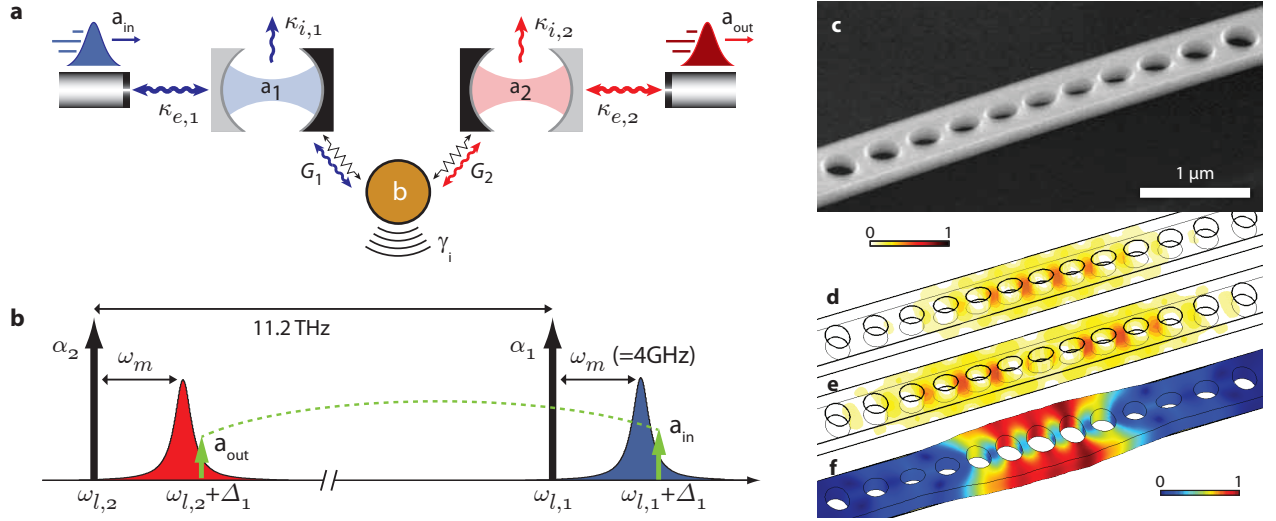 a
a_in
a_in
κ_{i,1}
κ_{i,2}
a_out
a_1
a_2
κ_{e,1}
κ_{e,2}
G_1
G_2
b
γ_i
b
11.2 THz
α_2
ω_m
α_1
ω_m (=4GHz)
a_out
a_in
//
ω_{l,2}
ω_{l,2}+Δ_1
ω_{l,1}
ω_{l,1}+Δ_1
c
1 µm
0 1
d
e
f
0 1